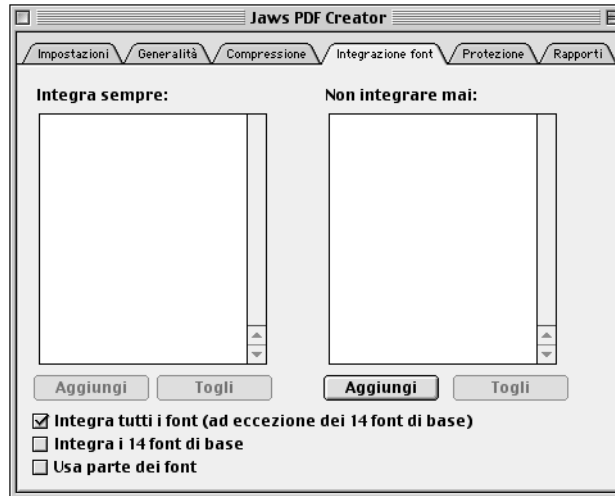 Jaws PDF Creator
Impostazioni Generalità Compressione Integrazione font Protezione Rapporti
Integra sempre: Non integrare mai:
Aggiungi Togli Aggiungi Togli
Integra tutti i font (ad eccezione dei 14 font di base)
Integra i 14 font di base
Usa parte dei font